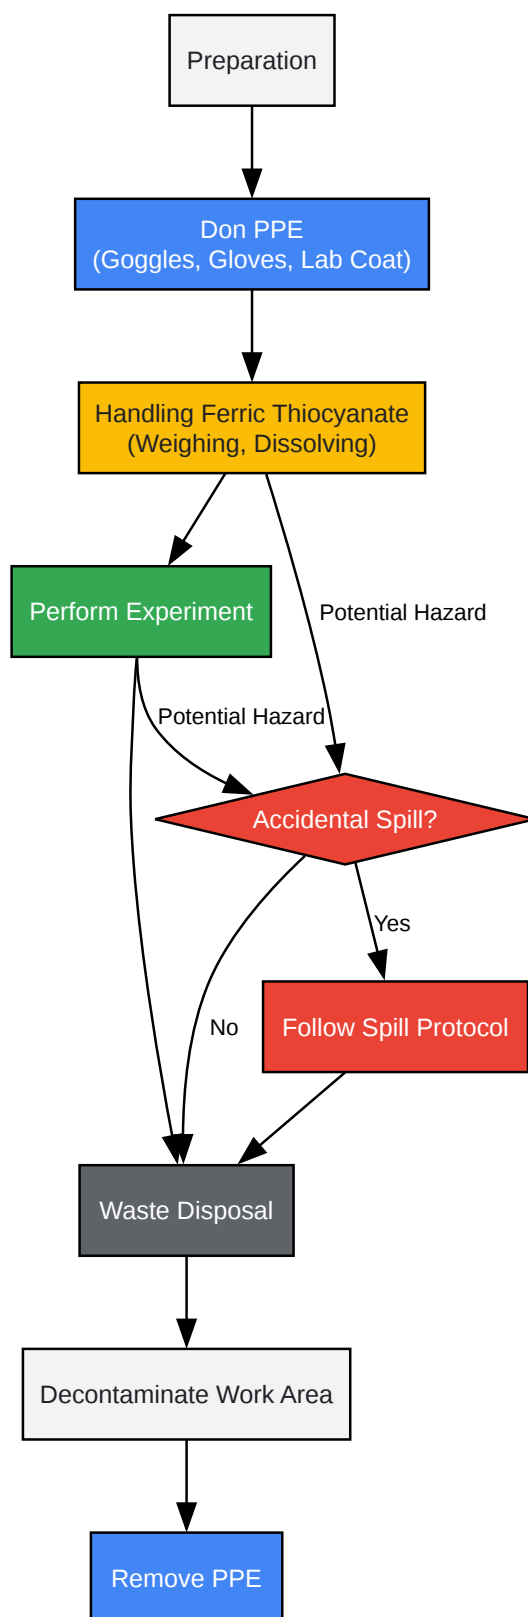 Preparation
Don PPE
(Goggles, Gloves, Lab Coat)
Handling Ferric Thiocyanate
(Weighing, Dissolving)
Perform Experiment
Potential Hazard
Potential Hazard
Accidental Spill?
Yes
No
Follow Spill Protocol
Waste Disposal
Decontaminate Work Area
Remove PPE